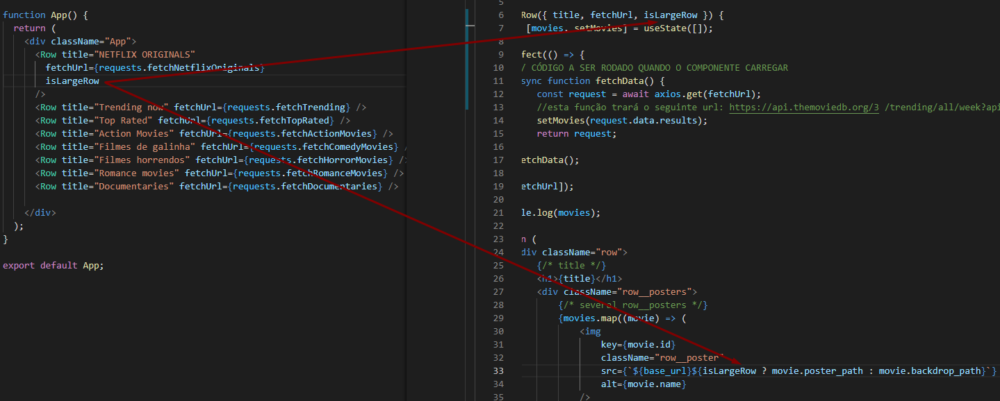 function App() {
return (
<div className="App">
<Row title="NETFLIX ORIGINALS"
fetchUrl={requests.fetchNetflixOriginals}
isLargeRow
/>
<Row title="Trending now" fetchUrl={requests.fetchTrending} />
<Row title="Top Rated" fetchUrl={requests.fetchTopRated} />
<Row title="Action Movies" fetchUrl={requests.fetchActionMovies} />
<Row title="Filmes de galinha" fetchUrl={requests.fetchComedyMovies} /
<Row title="Filmes horrendos" fetchUrl={requests.fetchHorrorMovies} />
<Row title="Romance movies" fetchUrl={requests.fetchRomanceMovies} />
<Row title="Documentaries" fetchUrl={requests.fetchDocumentaries} />
</div>
);
}
export default App;
5
6 Row({ title, fetchUrl, isLargeRow }) {
7 [movies, setMovies] = useState([]);
8
9 fect(() => {
10 / CÓDIGO A SER RODADO QUANDO O COMPONENTE CARREGAR
11 sync function fetchData() {
12 const request = await axios.get(fetchUrl);
13 //esta função trará o seguinte url: https://api.themoviedb.org/3 /trending/all/week?api
14 setMovies(request.data.results);
15 return request;
16
17 etchData();
18
19 etchUrl]);
20
21 le.log(movies);
22
23 n (
24 div className="row">
25 {/* title */}
26 <h1>{title}</h1>
27 <div className="row__posters">
28 {/* several row__posters */}
29 {movies.map((movie) => (
30 <img
31 key={movie.id}
32 className="row__poster"
33 src={`${base_url}${isLargeRow ? movie.poster_path : movie.backdrop_path}`}
34 alt={movie.name}
35 />